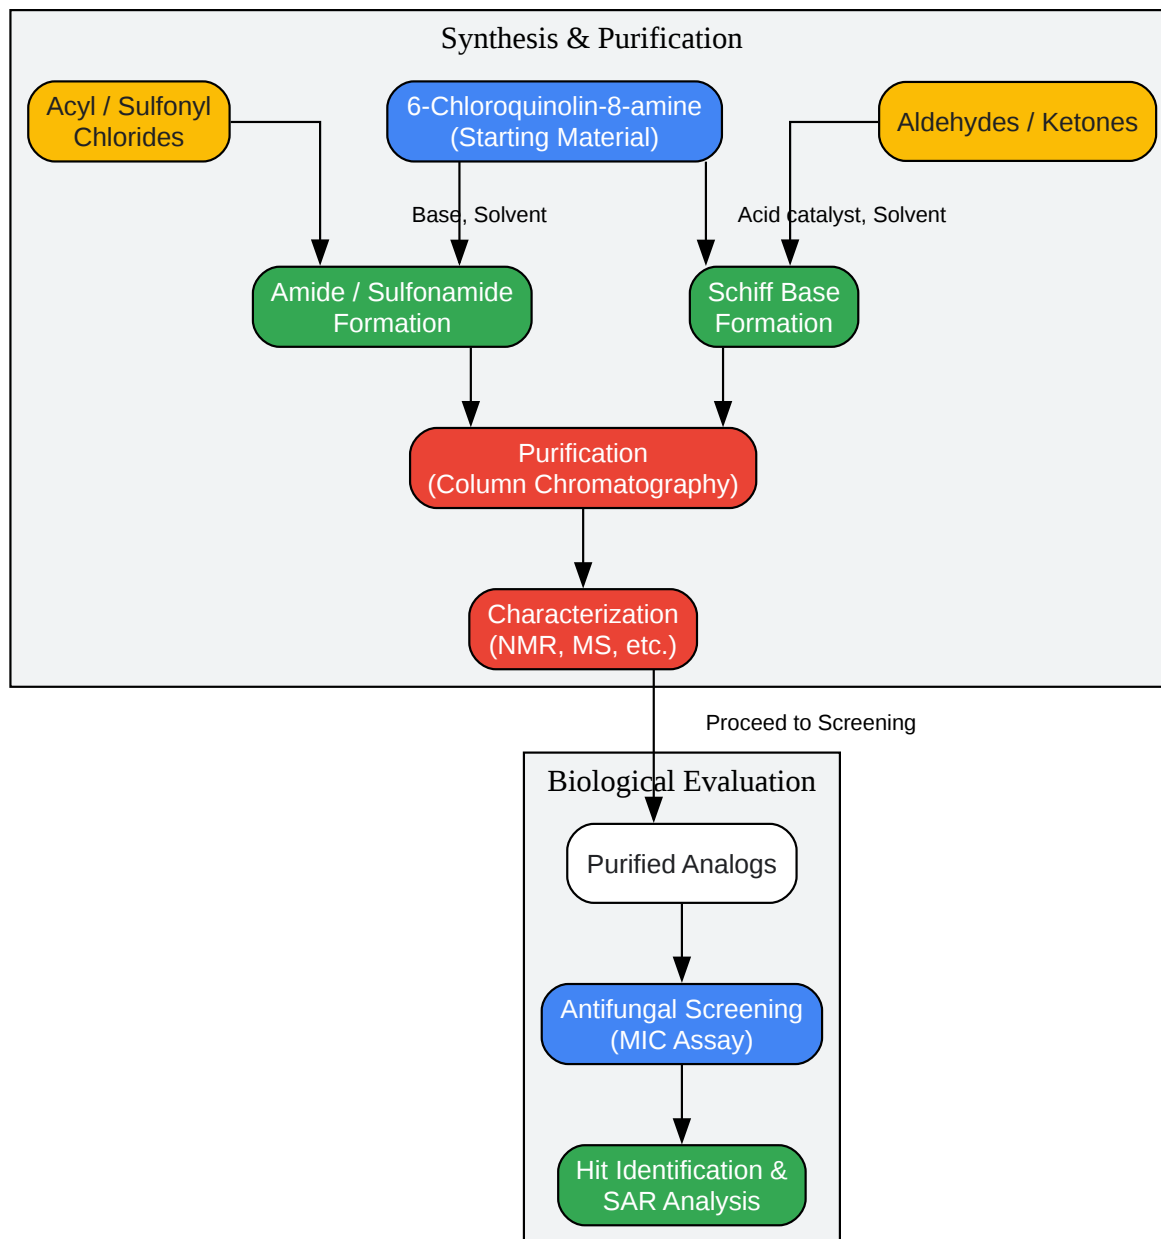 Synthesis & Purification
Acyl / Sulfonyl
Chlorides
6-Chloroquinolin-8-amine
(Starting Material)
Aldehydes / Ketones
Base, Solvent
Acid catalyst, Solvent
Amide / Sulfonamide
Formation
Schiff Base
Formation
Purification
(Column Chromatography)
Characterization
(NMR, MS, etc.)
Proceed to Screening
Biological Evaluation
Purified Analogs
Antifungal Screening
(MIC Assay)
Hit Identification &
SAR Analysis